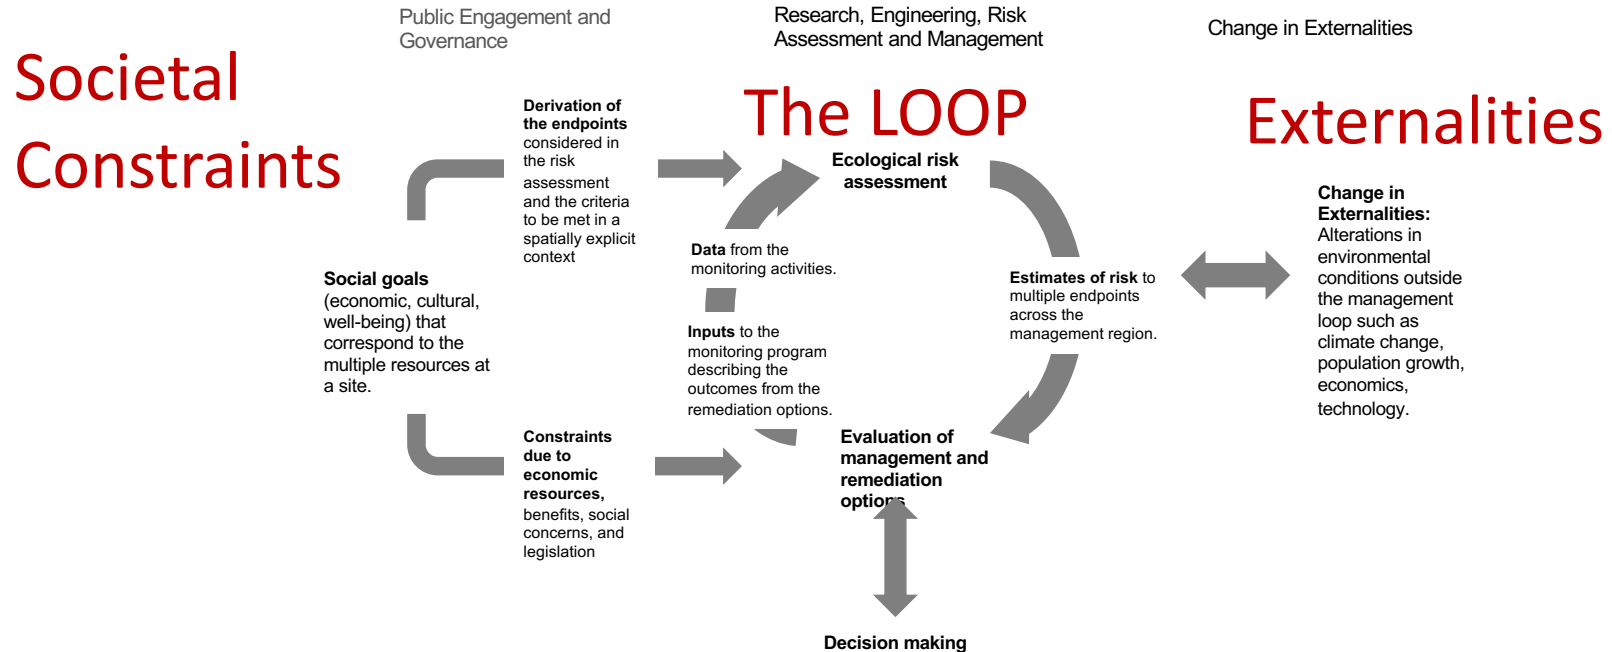 Public Engagement and
Governance
Research, Engineering, Risk
Assessment and Management
Change in Externalities
Societal
Constraints
The LOOP
Externalities
Derivation of
the endpoints
considered in
the risk
assessment
and the criteria
to be met in a
spatially explicit
context
Social goals
(economic, cultural,
well-being) that
correspond to the
multiple resources at
a site.
Constraints
due to
economic
resources,
benefits, social
concerns, and
legislation
Ecological risk
assessment
Data from the
monitoring activities.
Inputs to the
monitoring program
describing the
outcomes from the
remediation options.
Estimates of risk to
multiple endpoints
across the
management region.
Evaluation of
management and
remediation
options
Decision making
Change in
Externalities:
Alterations in
environmental
conditions outside
the management
loop such as
climate change,
population growth,
economics,
technology.